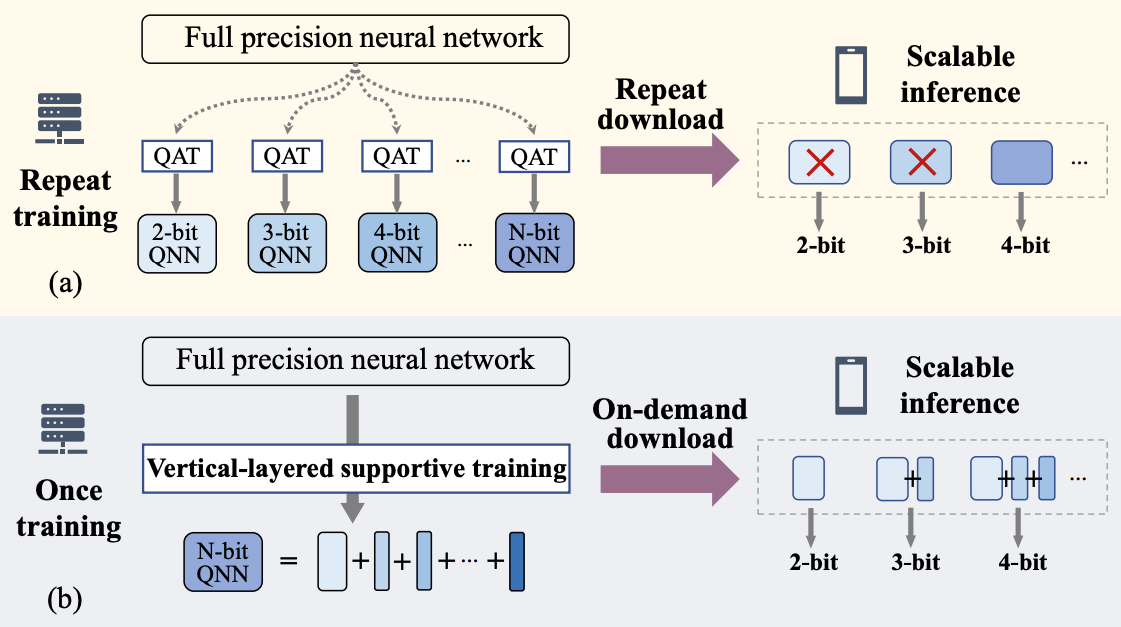 Full precision neural network
Repeat
training
QAT
QAT
QAT
...
QAT
2-bit
QNN
3-bit
QNN
4-bit
QNN
...
N-bit
QNN
(a)
Repeat
download
Scalable
inference
...
2-bit
3-bit
4-bit
Full precision neural network
Once
training
Vertical-layered supportive training
N-bit
QNN
= + + + ... +
(b)
On-demand
download
Scalable
inference
+ + + ...
2-bit
3-bit
4-bit